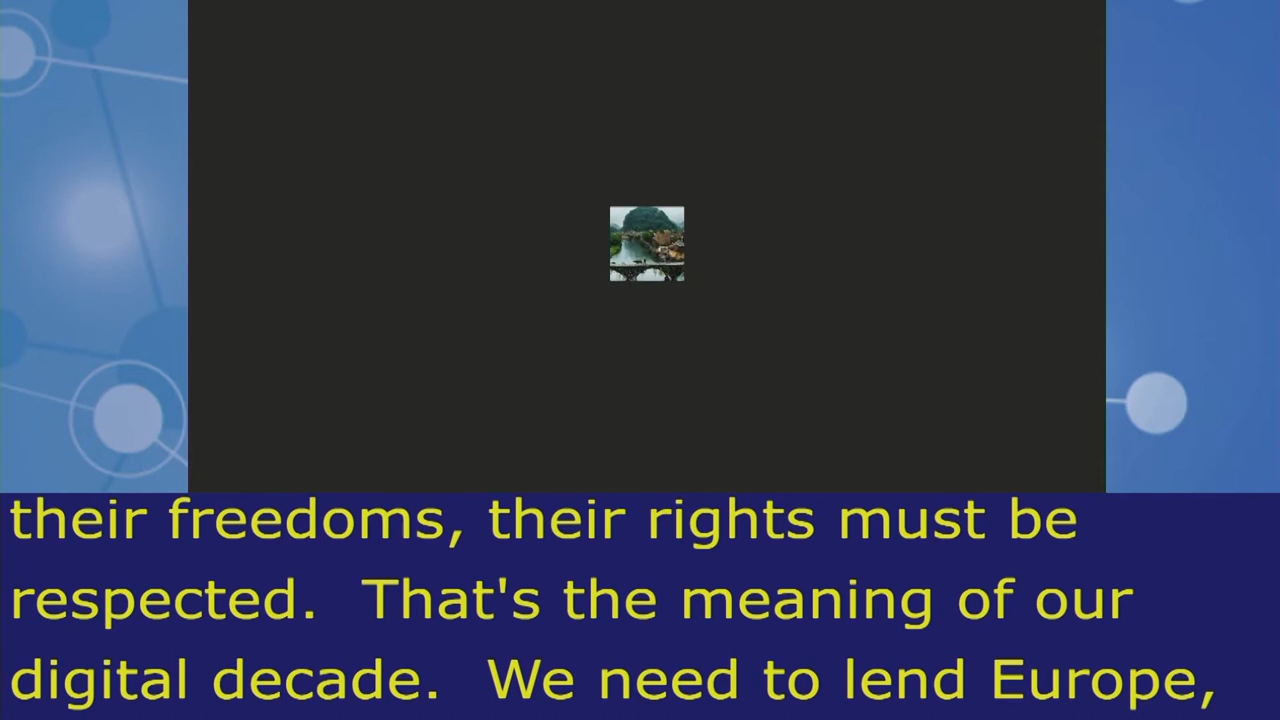 their freedoms, their rights must be
respected.  That's the meaning of our
digital decade.  We need to lend Europe,